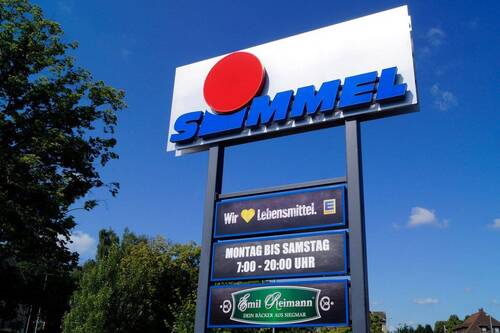 SIMMEL
Wir Lebensmittel. E
MONTAG BIS SAMSTAG
7:00 - 20:00 UHR
Emil Reimann
DEIN BÄCKER AUS SIEGMAR